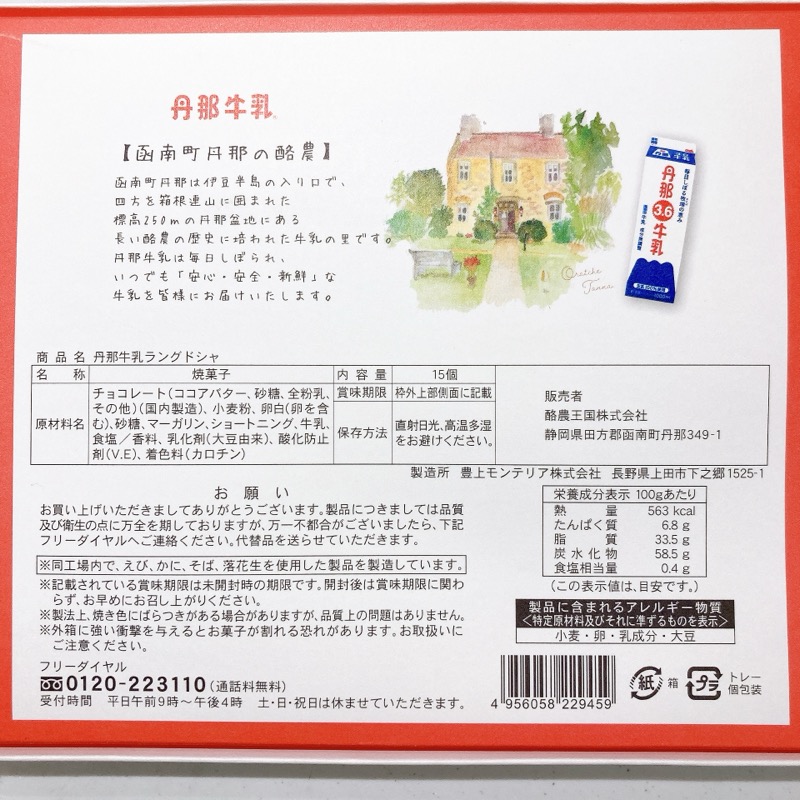 丹那牛乳
【函南町丹那の酪農】
函南町丹那は伊豆半島の入り口で、
四方を箱根連山に囲まれた
標高250mの丹那盆地にある
長い酪農の歴史に培われた牛乳の里です。
丹那牛乳は毎日しぼられ、
いつでも「安心・安全・新鮮」な
牛乳を皆様にお届けいたします。
Oratche
Tanna
毎日しぼる牧場の恵み
丹那
3.6
牛乳
商品名 丹那牛乳ラングドシャ
名称 焼菓子 内容量 15個
原材料名 チョコレート(ココアバター、砂糖、全粉乳、
その他)(国内製造)、小麦粉、卵白(卵を含
む)、砂糖、マーガリン、ショートニング、牛乳、
食塩/香料、乳化剤(大豆由来)、酸化防止
剤(V.E)、着色料(カロチン)
賞味期限 枠外上部側面に記載
保存方法 直射日光、高温多湿
をお避けください。
販売者
酪農王国株式会社
静岡県田方郡函南町丹那349-1
製造所 豊上モンテリア株式会社 長野県上田市下之郷1525-1
お願い
お買い上げいただきましてありがとうございます。製品につきましては品質
及び衛生の点に万全を期しておりますが、万一不都合がございましたら、下記
フリーダイヤルへご連絡ください。代替品を送らせていただきます。
※同工場内で、えび、かに、そば、落花生を使用した製品を製造しています。
※記載されている賞味期限は未開封時の期限です。開封後は賞味期限に関わ
らず、お早めにお召し上がりください。
※製法上、焼き色にばらつきがある場合がありますが、品質上の問題はありません。
※外箱に強い衝撃を与えるとお菓子が割れる恐れがあります。お取扱いに
ご注意ください。
フリーダイヤル
0120-223110(通話料無料)
受付時間 平日午前9時〜午後4時 土・日・祝日は休ませていただきます。
栄養成分表示 100gあたり
熱量 563 kcal
たんぱく質 6.8 g
脂質 33.5 g
炭水化物 58.5 g
食塩相当量 0.4 g
(この表示値は、目安です。)
製品に含まれるアレルギー物質
<特定原材料及びそれに準ずるものを表示>
小麦・卵・乳成分・大豆
4 956058 229459
紙 箱
プラ トレー
個包装